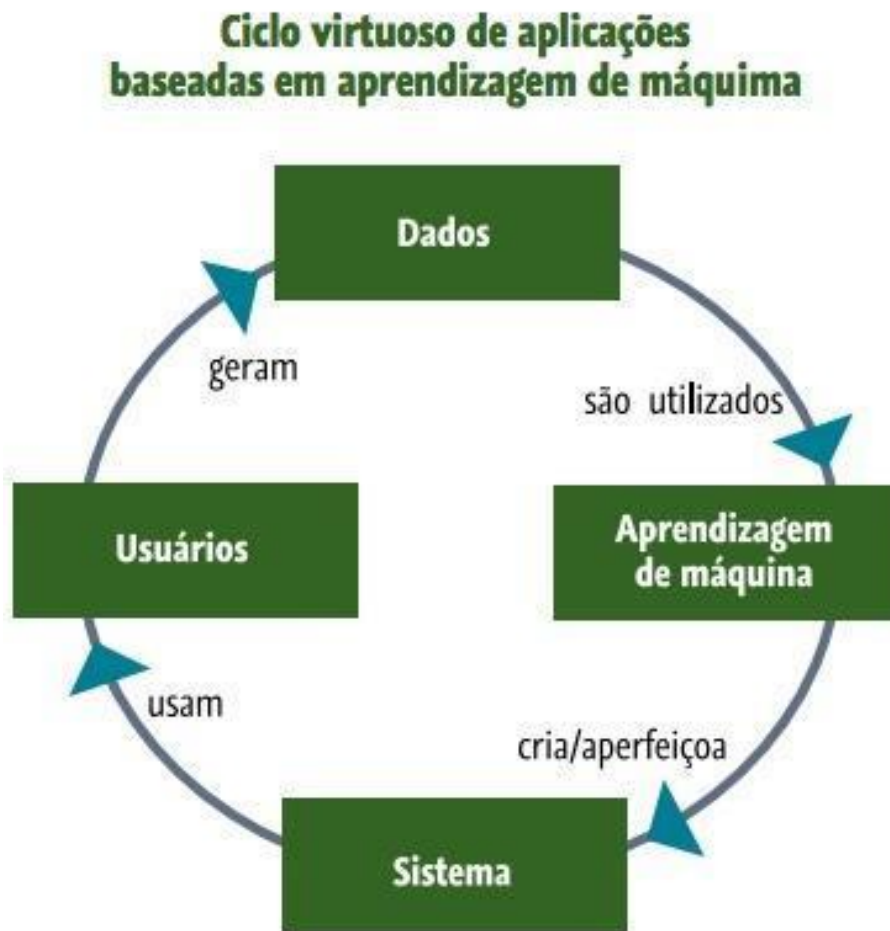 Ciclo virtuoso de aplicações
baseadas em aprendizagem de máquima
Dados
são utilizados
Aprendizagem
de máquina
cria/aperfeiçoa
Sistema
usam
Usuários
geram